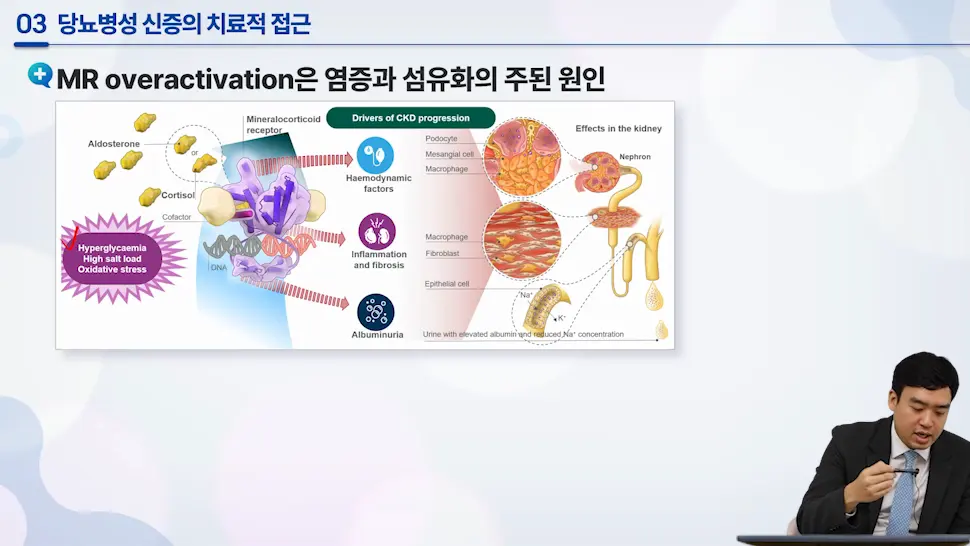 03 당뇨병성 신증의 치료적 접근
MR overactivation은 염증과 섬유화의 주된 원인
Aldosterone
or
Cortisol
Cofactor
Mineralocorticoid
receptor
DNA
Hyperglycaemia
High salt load
Oxidative stress
Drivers of CKD progression
Haemodynamic
factors
Inflammation
and fibrosis
Albuminuria
Podocyte
Mesangial cell
Macrophage
Macrophage
Fibroblast
Epithelial cell
Na⁺
K⁺
Effects in the kidney
Nephron
Urine with elevated albumin and reduced Na⁺ concentration